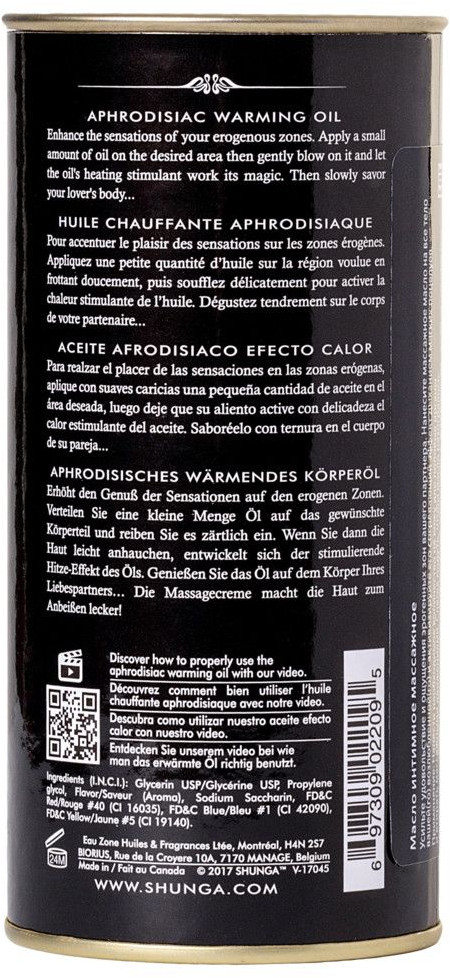 APHRODISIAC WARMING OIL
Enhance the sensations of your erogenous zones. Apply a small
amount of oil on the desired area then gently blow on it and let
the oil's heating stimulant work its magic. Then slowly savor
your lover's body...
HUILE CHAUFFANTE APHRODISIAQUE
Pour accentuer le plaisir des sensations sur les zones érogènes.
Appliquez une petite quantité d'huile sur la région voulue en
frottant doucement, puis soufflez délicatement pour activer la
chaleur stimulante de l'huile. Dégustez tendrement sur le corps
de votre partenaire...
ACEITE AFRODISIACO EFECTO CALOR
Para realzar el placer de las sensaciones en las zonas erógenas,
aplique con suaves caricias una pequeña cantidad de aceite en el
área deseada, luego deje que su aliento active con delicadeza el
calor estimulante del aceite. Saboréelo con ternura en el cuerpo
de su pareja...
APHRODISISCHES WÄRMENDES KÖRPERÖL
Erhöht den Genuß der Sensationen auf den erogenen Zonen.
Verteilen Sie eine kleine Menge Öl auf das gewünschte
Körperteil und reiben Sie es zärtlich ein. Wenn Sie dann die
Haut leicht anhauchen, entwickelt sich der stimulierende
Hitze-Effekt des Öls. Genießen Sie das Öl auf dem Körper Ihres
Liebespartners... Die Massagecreme macht die Haut zum
Anbeißen lecker!
Discover how to properly use the
aphrodisiac warming oil with our video.
Découvrez comment bien utiliser l'huile
chauffante aphrodisiaque avec notre video.
Descubra como utilizar nuestro aceite efecto
calor con nuestro video.
Entdecken Sie unserem video bei wie
man das erwärmte Öl richtig benutzt.
Ingredients (I.N.C.I.): Glycerin USP/Glycérine USP, Propylene
glycol, Flavor/Saveur (Aroma), Sodium Saccharin, FD&C
Red/Rouge #40 (CI 16035), FD&C Blue/Bleu #1 (CI 42090),
FD&C Yellow/Jaune #5 (CI 19140).
24M
Eau Zone Huiles & Fragrances Ltée, Montréal, H4N 2S7
BIORIUS, Rue de la Croyere 10A, 7170 MANAGE, Belgium
Made in / Fait au Canada © 2017 SHUNGA™ V-17045
WWW.SHUNGA.COM
6 97309 02209 5
Масло интимное массажное
Усильте удовольствие и ощущения эрогенных зон вашего партнера. Нанесите массажное масло на все тело